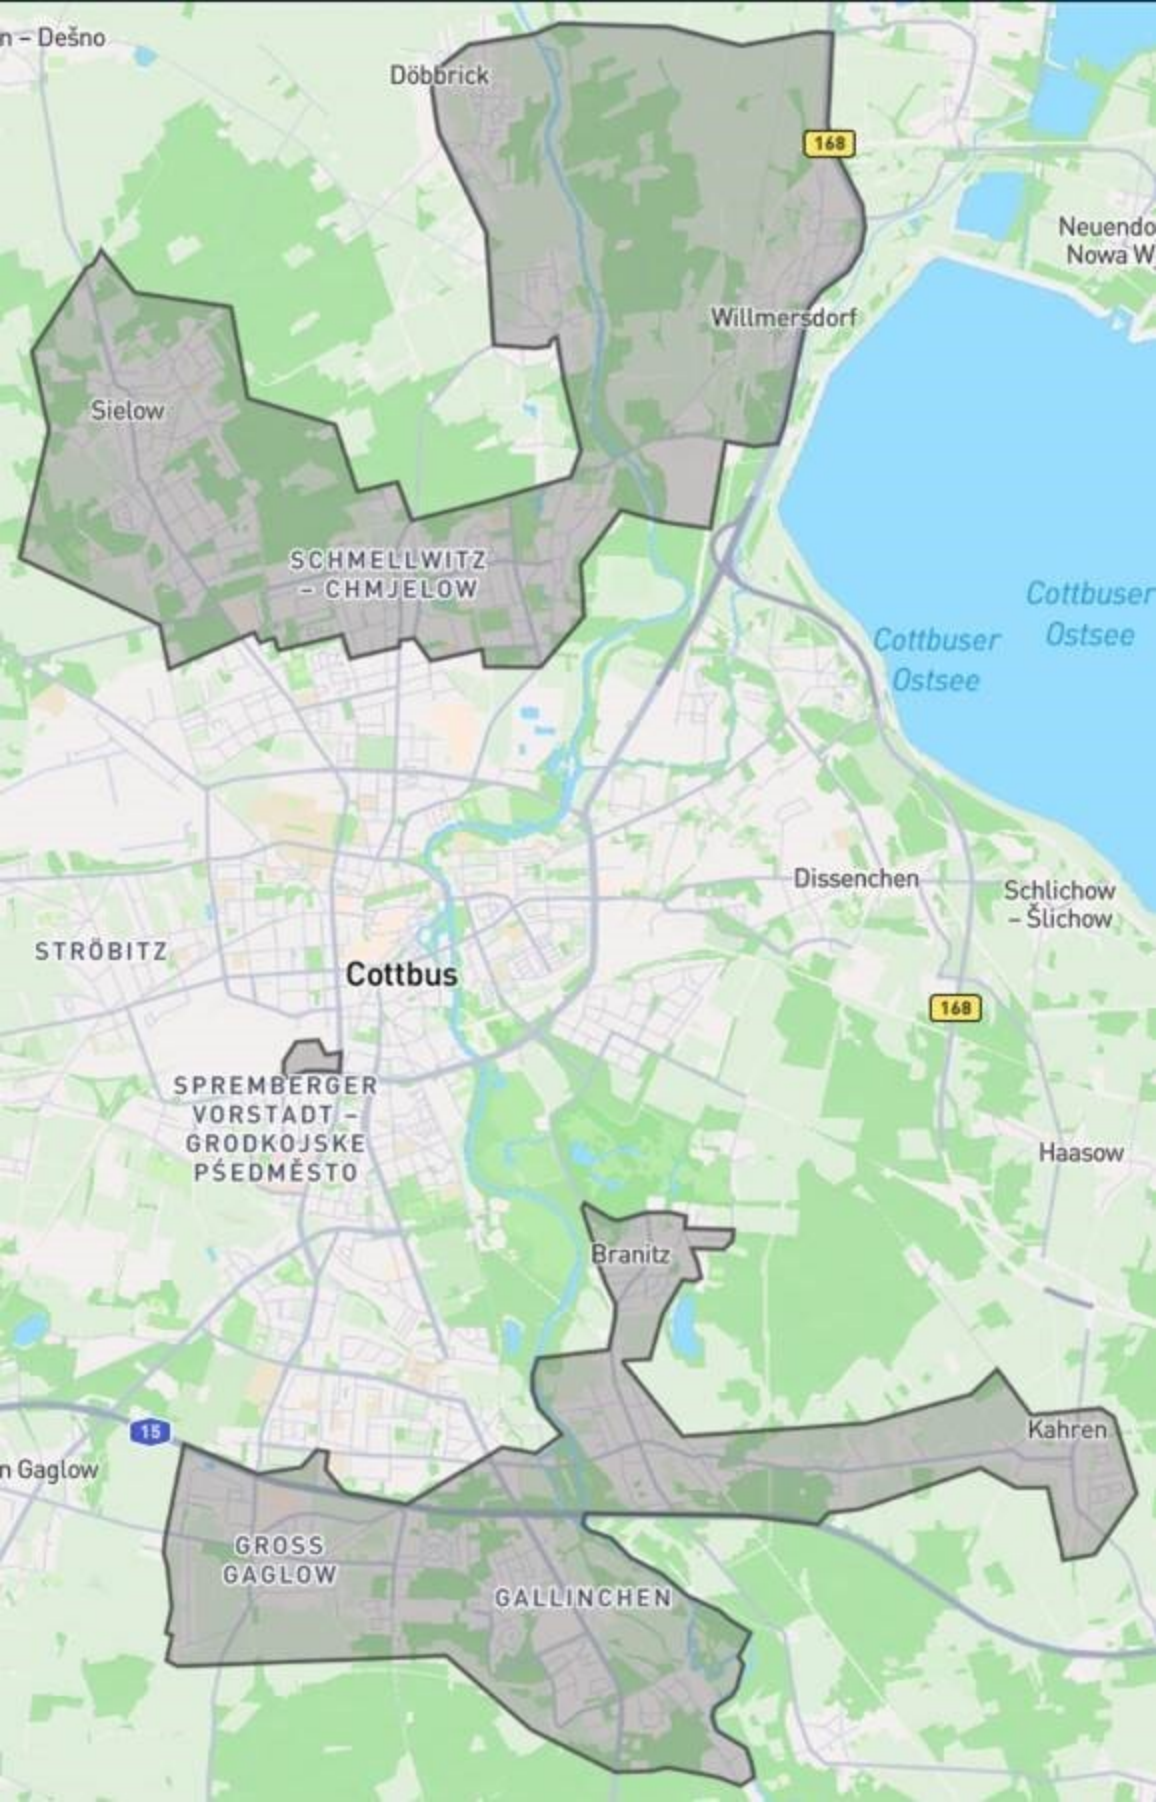 n – Dešno
Döbbrick
168
Neuendo
Nowa W
Willmersdorf
Sielow
SCHMELLWITZ
– CHMJELOW
Cottbuser
Ostsee
Cottbuser
Ostsee
Dissenchen
Schlichow
– Šlichow
STRÖBITZ
Cottbus
168
SPREMBERGER
VORSTADT –
GRODKOJSKE
PŚEDMĚSTO
Haasow
Branitz
15
Kahren
n Gaglow
GROSS
GAGLOW
GALLINCHEN